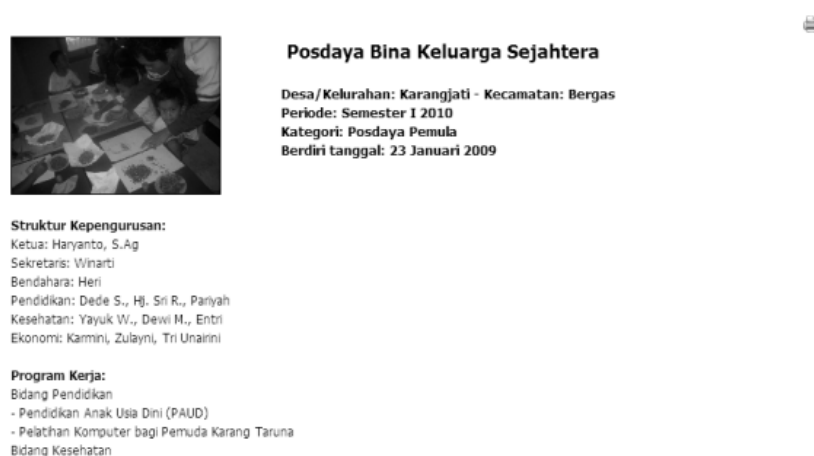 Posdaya Bina Keluarga Sejahtera
Desa/Kelurahan: Karangjati - Kecamatan: Bergas
Periode: Semester I 2010
Kategori: Posdaya Pemula
Berdiri tanggal: 23 Januari 2009
Struktur Kepengurusan:
Ketua: Haryanto, S.Ag
Sekretaris: Winarti
Bendahara: Heri
Pendidikan: Dede S., Hj. Sri R., Pariyah
Kesehatan: Yayuk W., Dewi M., Entri
Ekonomi: Karmini, Zulayni, Tri Unairini
Program Kerja:
Bidang Pendidikan
- Pendidikan Anak Usia Dini (PAUD)
- Pelatihan Komputer bagi Pemuda Karang Taruna
Bidang Kesehatan